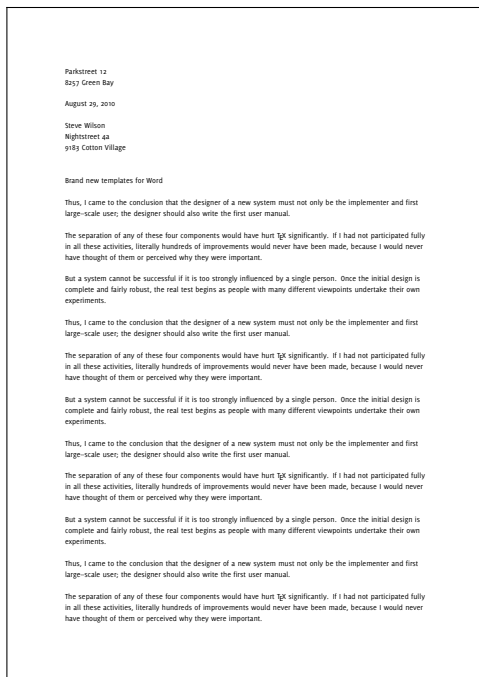 Parkstreet 12
8257 Green Bay
August 29, 2010
Steve Wilson
Nightstreet 4a
9183 Cotton Village
Brand new templates for Word
Thus, I came to the conclusion that the designer of a new system must not only be the implementer and first
large–scale user; the designer should also write the first user manual.
The separation of any of these four components would have hurt TEX significantly. If I had not participated fully
in all these activities, literally hundreds of improvements would never have been made, because I would never
have thought of them or perceived why they were important.
But a system cannot be successful if it is too strongly influenced by a single person. Once the initial design is
complete and fairly robust, the real test begins as people with many different viewpoints undertake their own
experiments.
Thus, I came to the conclusion that the designer of a new system must not only be the implementer and first
large–scale user; the designer should also write the first user manual.
The separation of any of these four components would have hurt TEX significantly. If I had not participated fully
in all these activities, literally hundreds of improvements would never have been made, because I would never
have thought of them or perceived why they were important.
But a system cannot be successful if it is too strongly influenced by a single person. Once the initial design is
complete and fairly robust, the real test begins as people with many different viewpoints undertake their own
experiments.
Thus, I came to the conclusion that the designer of a new system must not only be the implementer and first
large–scale user; the designer should also write the first user manual.
The separation of any of these four components would have hurt TEX significantly. If I had not participated fully
in all these activities, literally hundreds of improvements would never have been made, because I would never
have thought of them or perceived why they were important.
But a system cannot be successful if it is too strongly influenced by a single person. Once the initial design is
complete and fairly robust, the real test begins as people with many different viewpoints undertake their own
experiments.
Thus, I came to the conclusion that the designer of a new system must not only be the implementer and first
large–scale user; the designer should also write the first user manual.
The separation of any of these four components would have hurt TEX significantly. If I had not participated fully
in all these activities, literally hundreds of improvements would never have been made, because I would never
have thought of them or perceived why they were important.